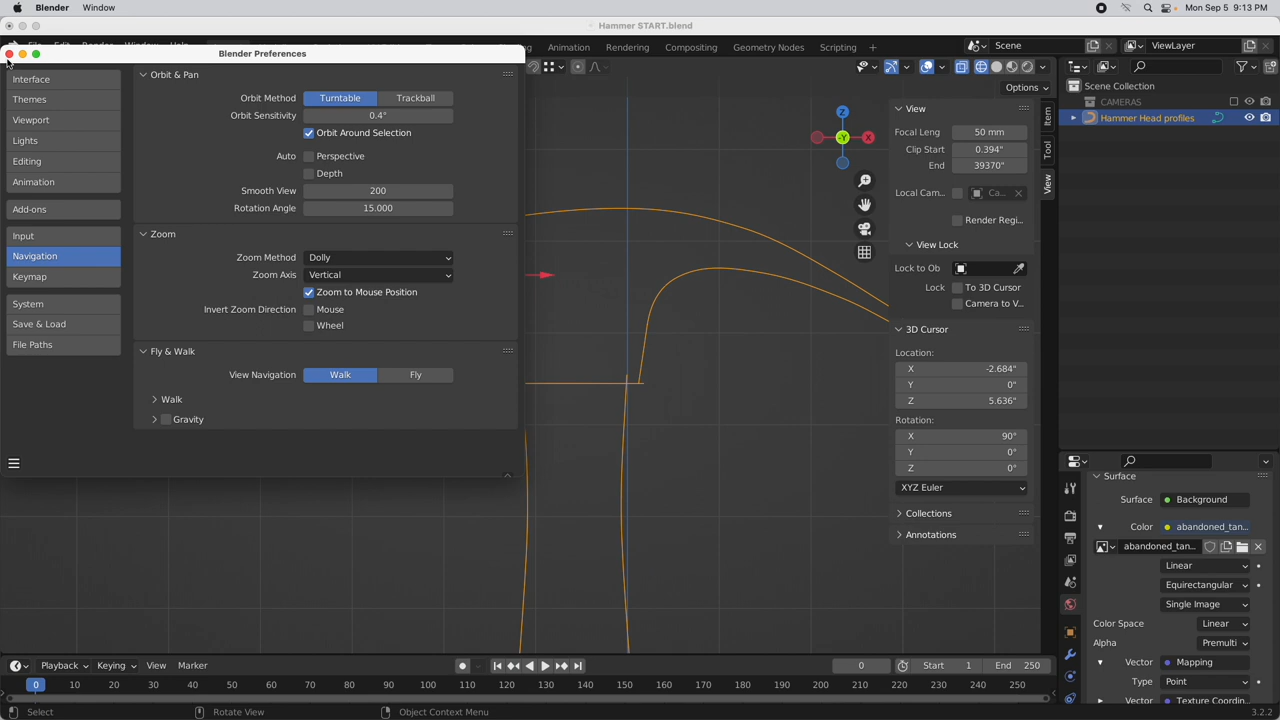 Blender Window Mon Sep 5 9:13 PM
Hammer START.blend
Animation Rendering Compositing Geometry Nodes Scripting + Scene ViewLayer
Blender Preferences
Options
Interface
Themes
Viewport
Lights
Editing
Animation
Add-ons
Input
Navigation
Keymap
System
Save & Load
File Paths
Orbit & Pan
Orbit Method Turntable Trackball
Orbit Sensitivity 0.4°
Orbit Around Selection
Auto Perspective
Depth
Smooth View 200
Rotation Angle 15.000
Zoom
Zoom Method Dolly
Zoom Axis Vertical
Zoom to Mouse Position
Invert Zoom Direction Mouse
Wheel
Fly & Walk
View Navigation Walk Fly
Walk
Gravity
Z
-Y X
View
Focal Leng 50 mm
Clip Start 0.394"
End 39370"
Local Cam... Ca...
Render Regi...
View Lock
Lock to Ob
Lock To 3D Cursor
Camera to V...
3D Cursor
Location:
X -2.684"
Y 0"
Z 5.636"
Rotation:
X 90°
Y 0°
Z 0°
XYZ Euler
Collections
Annotations
Item
Tool
View
Scene Collection
CAMERAS
Hammer Head profiles
Surface
Surface Background
Color abandoned_tan...
abandoned_tan...
Linear
Equirectangular
Single Image
Color Space Linear
Alpha Premulti
Vector Mapping
Type Point
Vector Texture Coordin...
Playback Keying View Marker 0 Start 1 End 250
0 10 20 30 40 50 60 70 80 90 100 110 120 130 140 150 160 170 180 190 200 210 220 230 240 250
Select Rotate View Object Context Menu 3.2.2